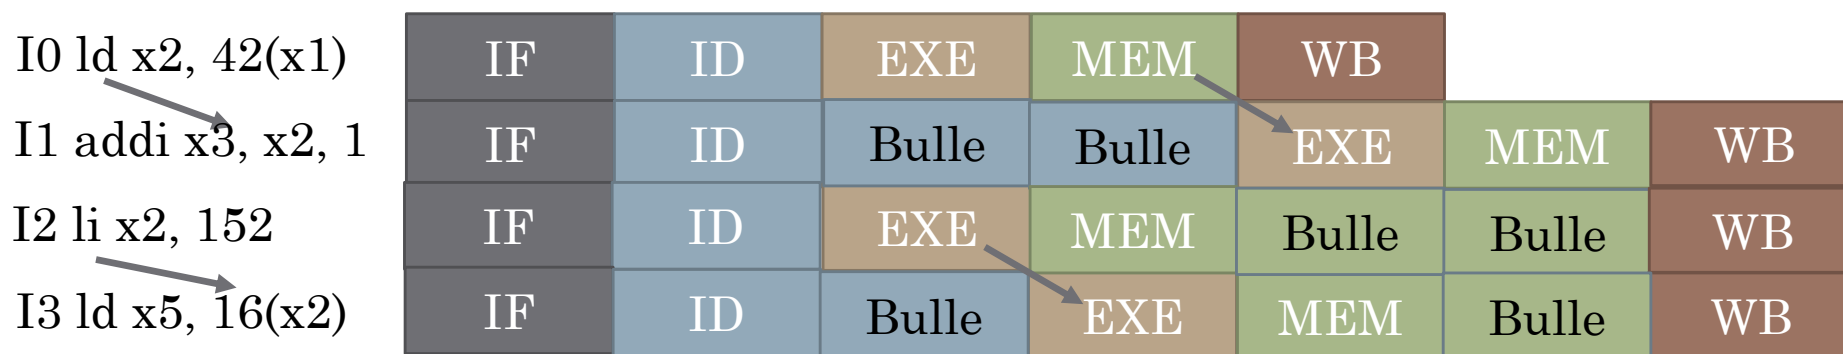 I0 ld x2, 42(x1) IF ID EXE MEM WB
I1 addi x3, x2, 1 IF ID Bulle Bulle EXE MEM WB
I2 li x2, 152 IF ID EXE MEM Bulle Bulle WB
I3 ld x5, 16(x2) IF ID Bulle EXE MEM Bulle WB